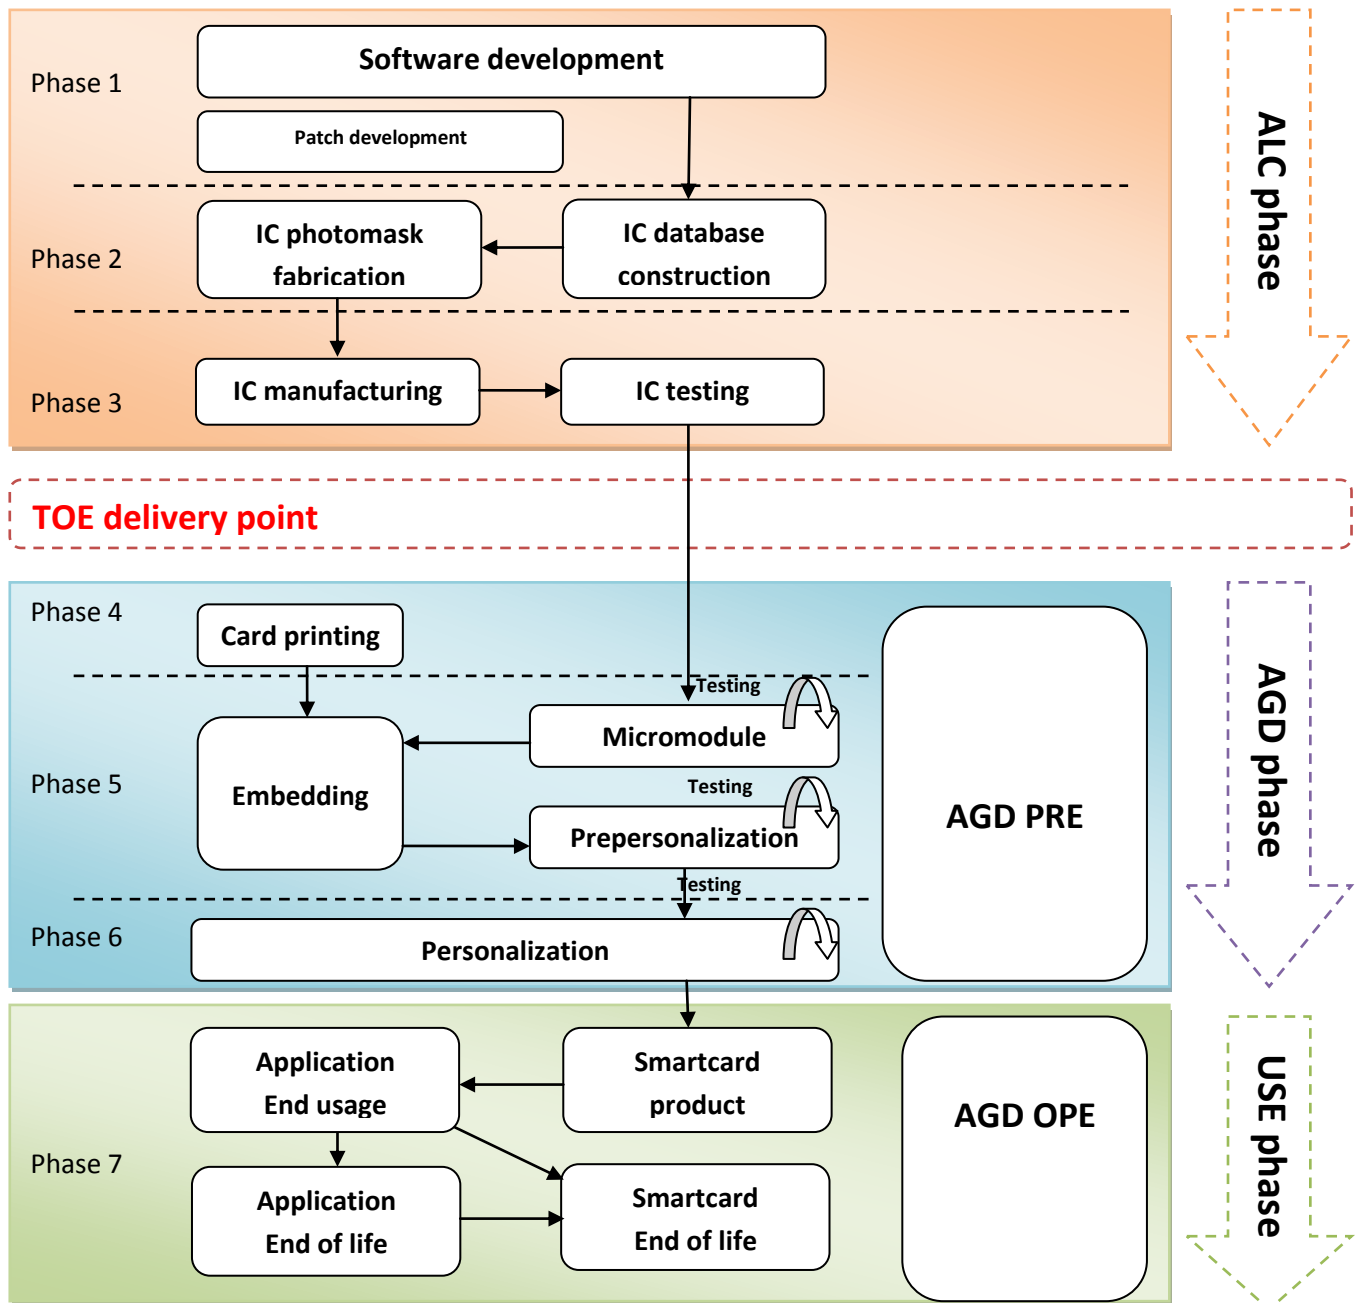 Phase 1
Software development
Patch development
ALC phase
Phase 2
IC photomask
fabrication
IC database
construction
Phase 3
IC manufacturing
IC testing
TOE delivery point
Phase 4
Card printing
AGD PRE
AGD phase
Testing
Micromodule
Phase 5
Embedding
Testing
Prepersonalization
Testing
Phase 6
Personalization
Phase 7
Application
End usage
Smartcard
product
AGD OPE
USE phase
Application
End of life
Smartcard
End of life